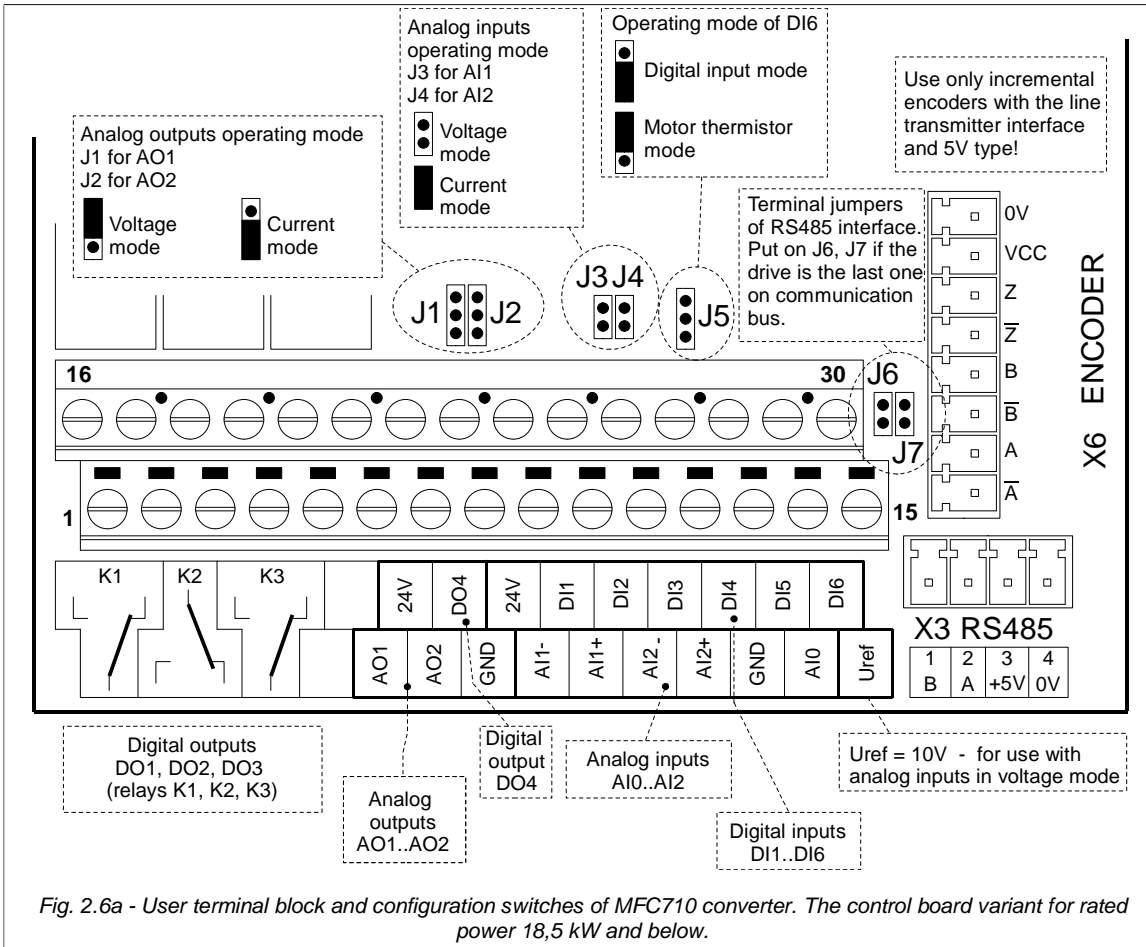 Analog outputs operating mode
J1 for AO1
J2 for AO2
Voltage
mode
Current
mode
Analog inputs
operating mode
J3 for AI1
J4 for AI2
Voltage
mode
Current
mode
Operating mode of DI6
Digital input mode
Motor thermistor
mode
Use only incremental
encoders with the line
transmitter interface
and 5V type!
Terminal jumpers
of RS485 interface.
Put on J6, J7 if the
drive is the last one
on communication
bus.
J1 J2
J3 J4
J5
J6
J7
0V
VCC
Z
Z̅
B
B̅
A
A̅
X6 ENCODER
16 30
1 15
K1 K2 K3
24V DO4 24V DI1 DI2 DI3 DI4 DI5 DI6
AO1 AO2 GND AI1- AI1+ AI2- AI2+ GND AI0 Uref
X3 RS485
1 2 3 4
B A +5V 0V
Digital outputs
DO1, DO2, DO3
(relays K1, K2, K3)
Analog
outputs
AO1..AO2
Digital
output
DO4
Analog inputs
AI0..AI2
Digital inputs
DI1..DI6
Uref = 10V - for use with
analog inputs in voltage mode
Fig. 2.6a - User terminal block and configuration switches of MFC710 converter. The control board variant for rated
power 18,5 kW and below.